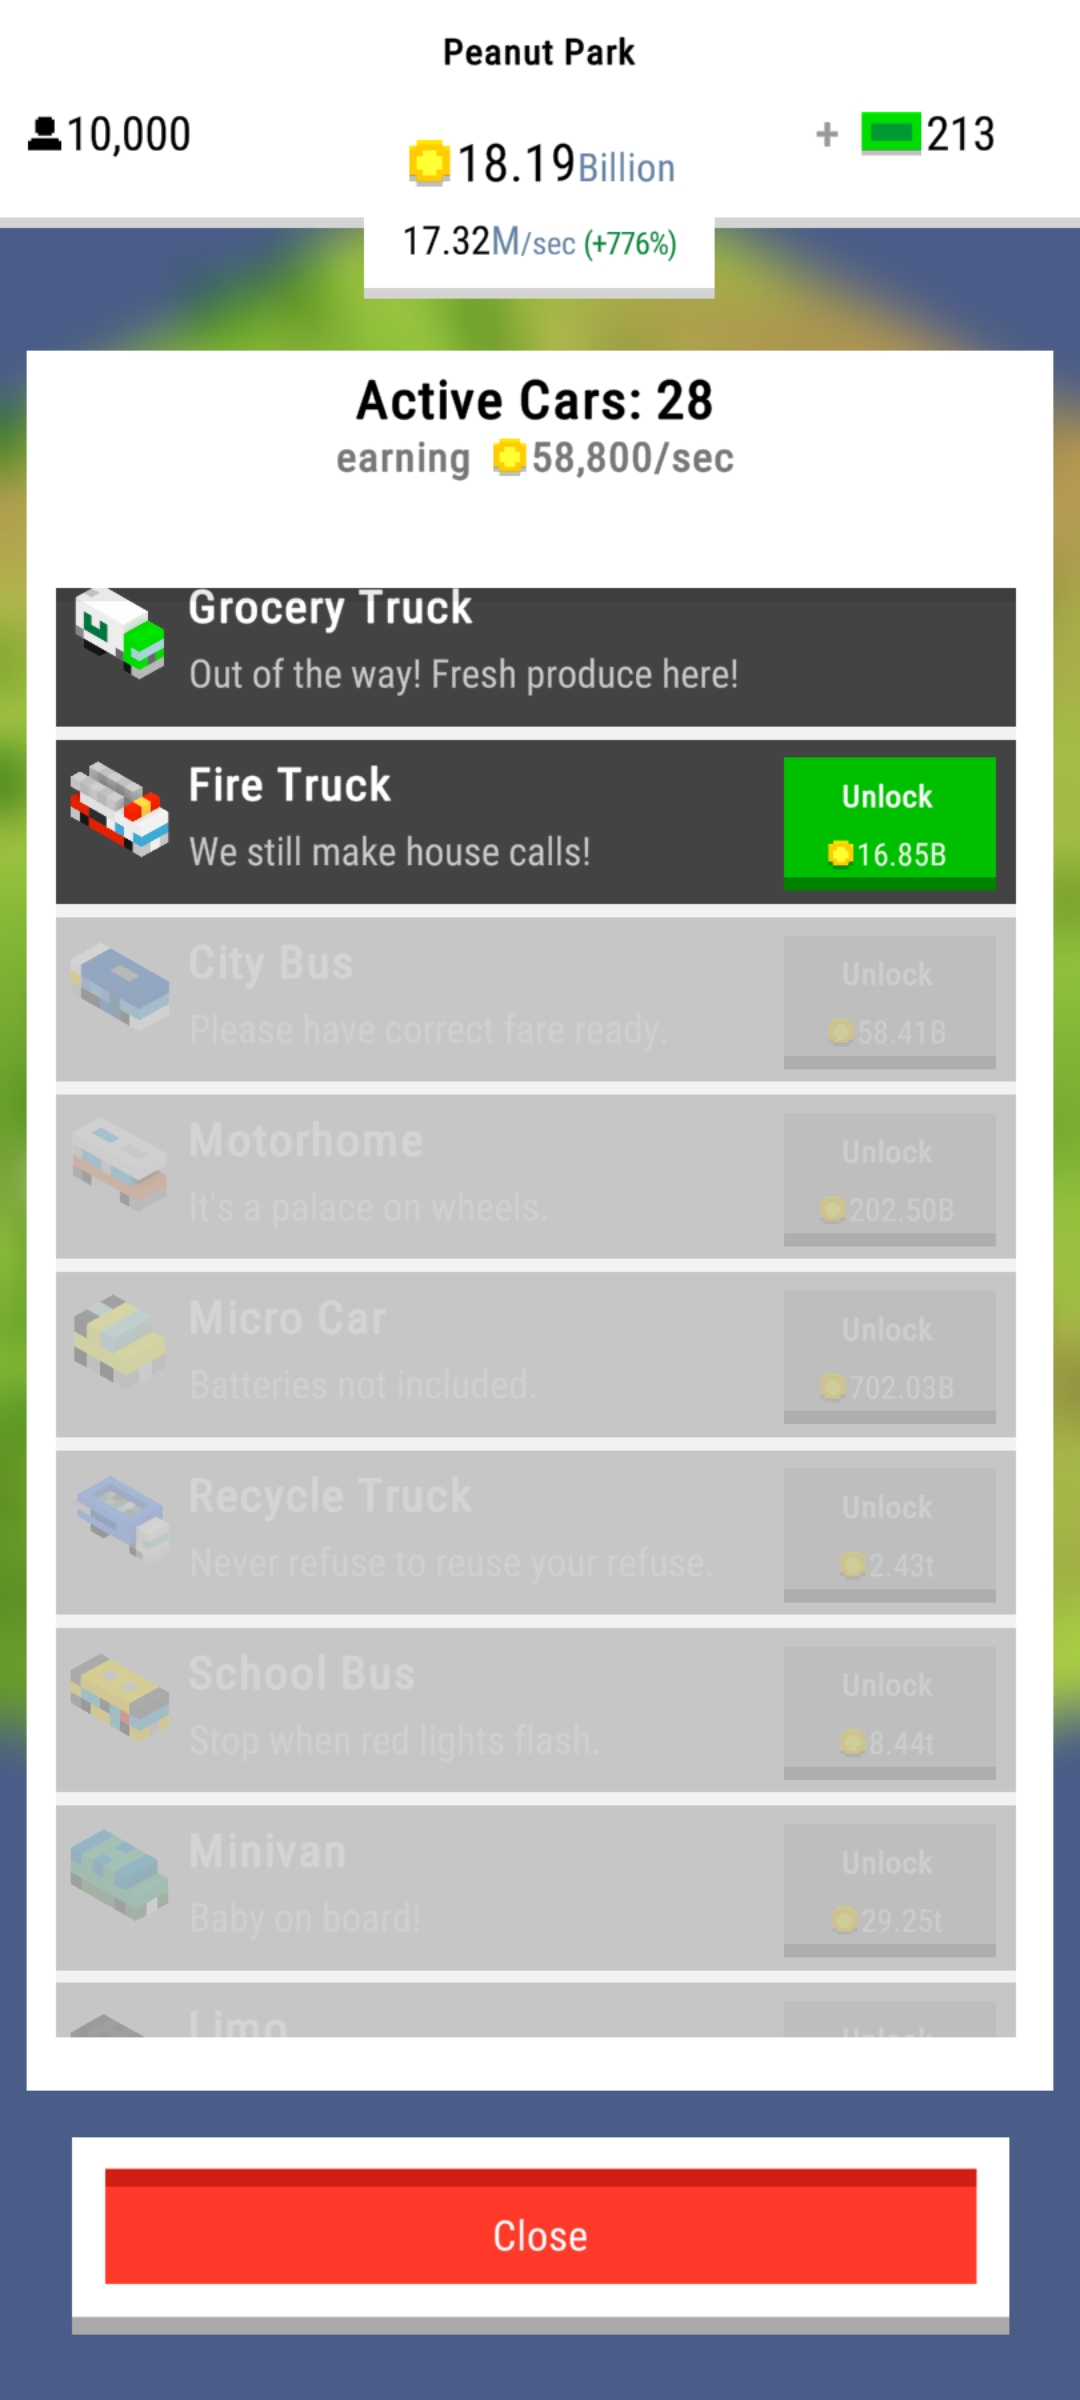 Peanut Park
10,000
18.19Billion
+ 213
17.32M/sec (+776%)
Active Cars: 28
earning 58,800/sec
Grocery Truck
Out of the way! Fresh produce here!
Fire Truck
We still make house calls!
Unlock
16.85B
City Bus
Please have correct fare ready.
Unlock
58.41B
Motorhome
It's a palace on wheels.
Unlock
202.50B
Micro Car
Batteries not included.
Unlock
702.03B
Recycle Truck
Never refuse to reuse your refuse.
Unlock
2.43t
School Bus
Stop when red lights flash.
Unlock
8.44t
Minivan
Baby on board!
Unlock
29.25t
Limo
Unlock
Close